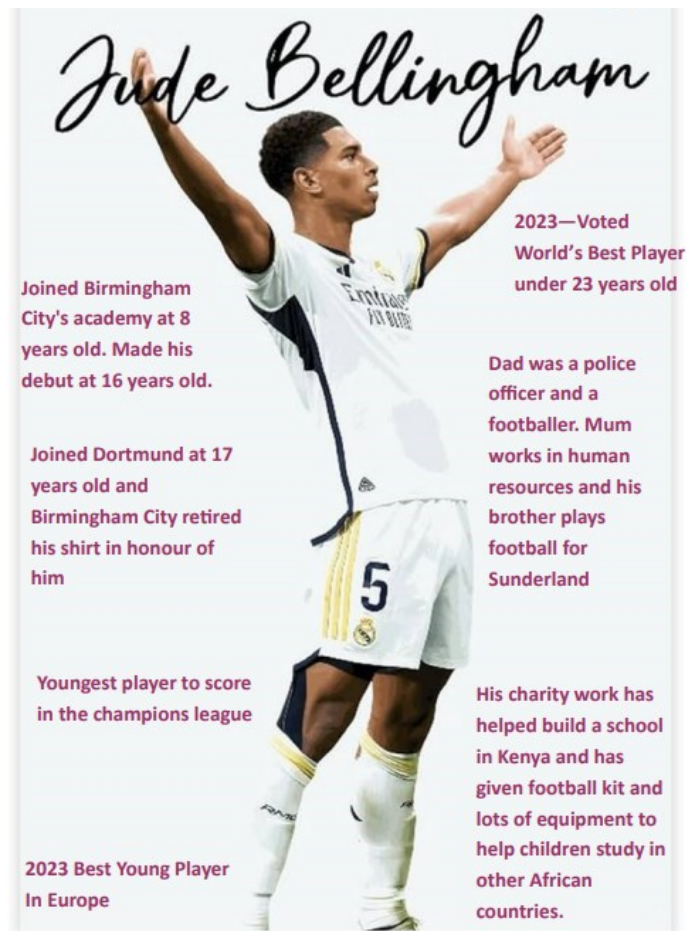 Jude Bellingham
2023—Voted
World's Best Player
under 23 years old
Joined Birmingham
City's academy at 8
years old. Made his
debut at 16 years old.
Dad was a police
officer and a
footballer. Mum
works in human
resources and his
brother plays
football for
Sunderland
Joined Dortmund at 17
years old and
Birmingham City retired
his shirt in honour of
him
Youngest player to score
in the champions league
His charity work has
helped build a school
in Kenya and has
given football kit and
lots of equipment to
help children study in
other African
countries.
2023 Best Young Player
In Europe
Emirates
FLY
5